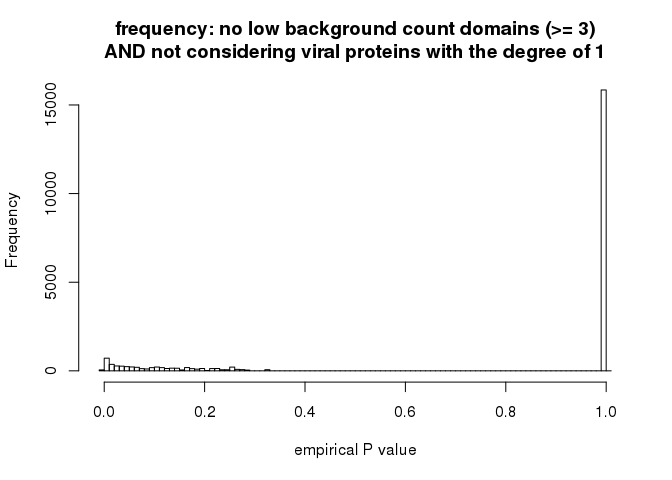 frequency: no low background count domains (>= 3)
AND not considering viral proteins with the degree of 1
Frequency
15000
10000
5000
0
0.0 0.2 0.4 0.6 0.8 1.0
empirical P value